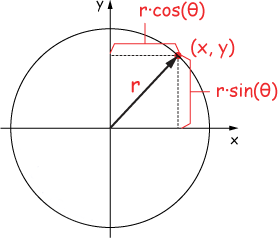 y
r·cos(θ)
(x, y)
r
r·sin(θ)
x